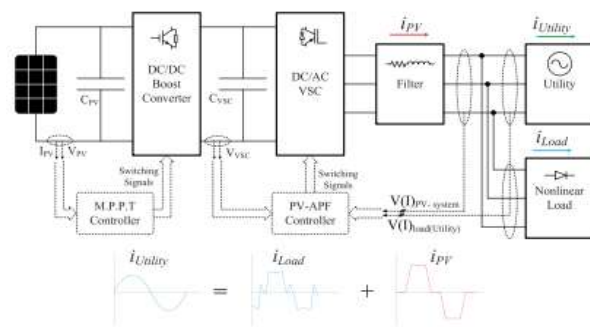 i_PV
i_Utility
DC/DC
Boost
Converter
C_PV
C_VSC
DC/AC
VSC
Filter
Utility
I_PV V_PV
V_VSC
i_Load
Switching
Signals
Switching
Signals
M.P.P.T
Controller
PV-APF
Controller
V(I)_PV- system
V(I)_load(Utility)
Nonlinear
Load
i_Utility = i_Load + i_PV